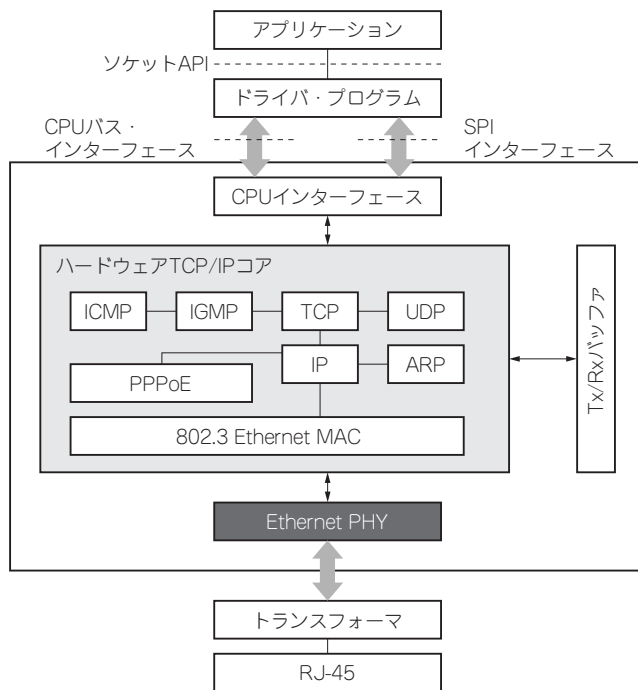 アプリケーション
ソケットAPI
ドライバ・プログラム
CPUバス・
インターフェース
SPI
インターフェース
CPUインターフェース
ハードウェアTCP/IPコア
ICMP
IGMP
TCP
UDP
PPPoE
IP
ARP
802.3 Ethernet MAC
Tx/Rxバッファ
Ethernet PHY
トランスフォーマ
RJ-45